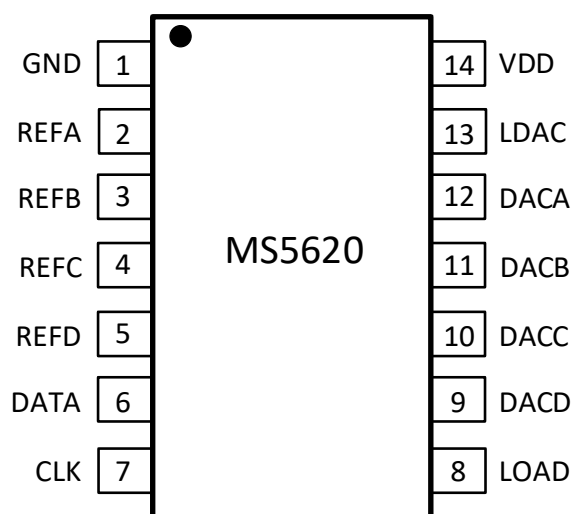 GND 1 14 VDD
REFA 2 13 LDAC
REFB 3 12 DACA
MS5620
REFC 4 11 DACB
REFD 5 10 DACC
DATA 6 9 DACD
CLK 7 8 LOAD